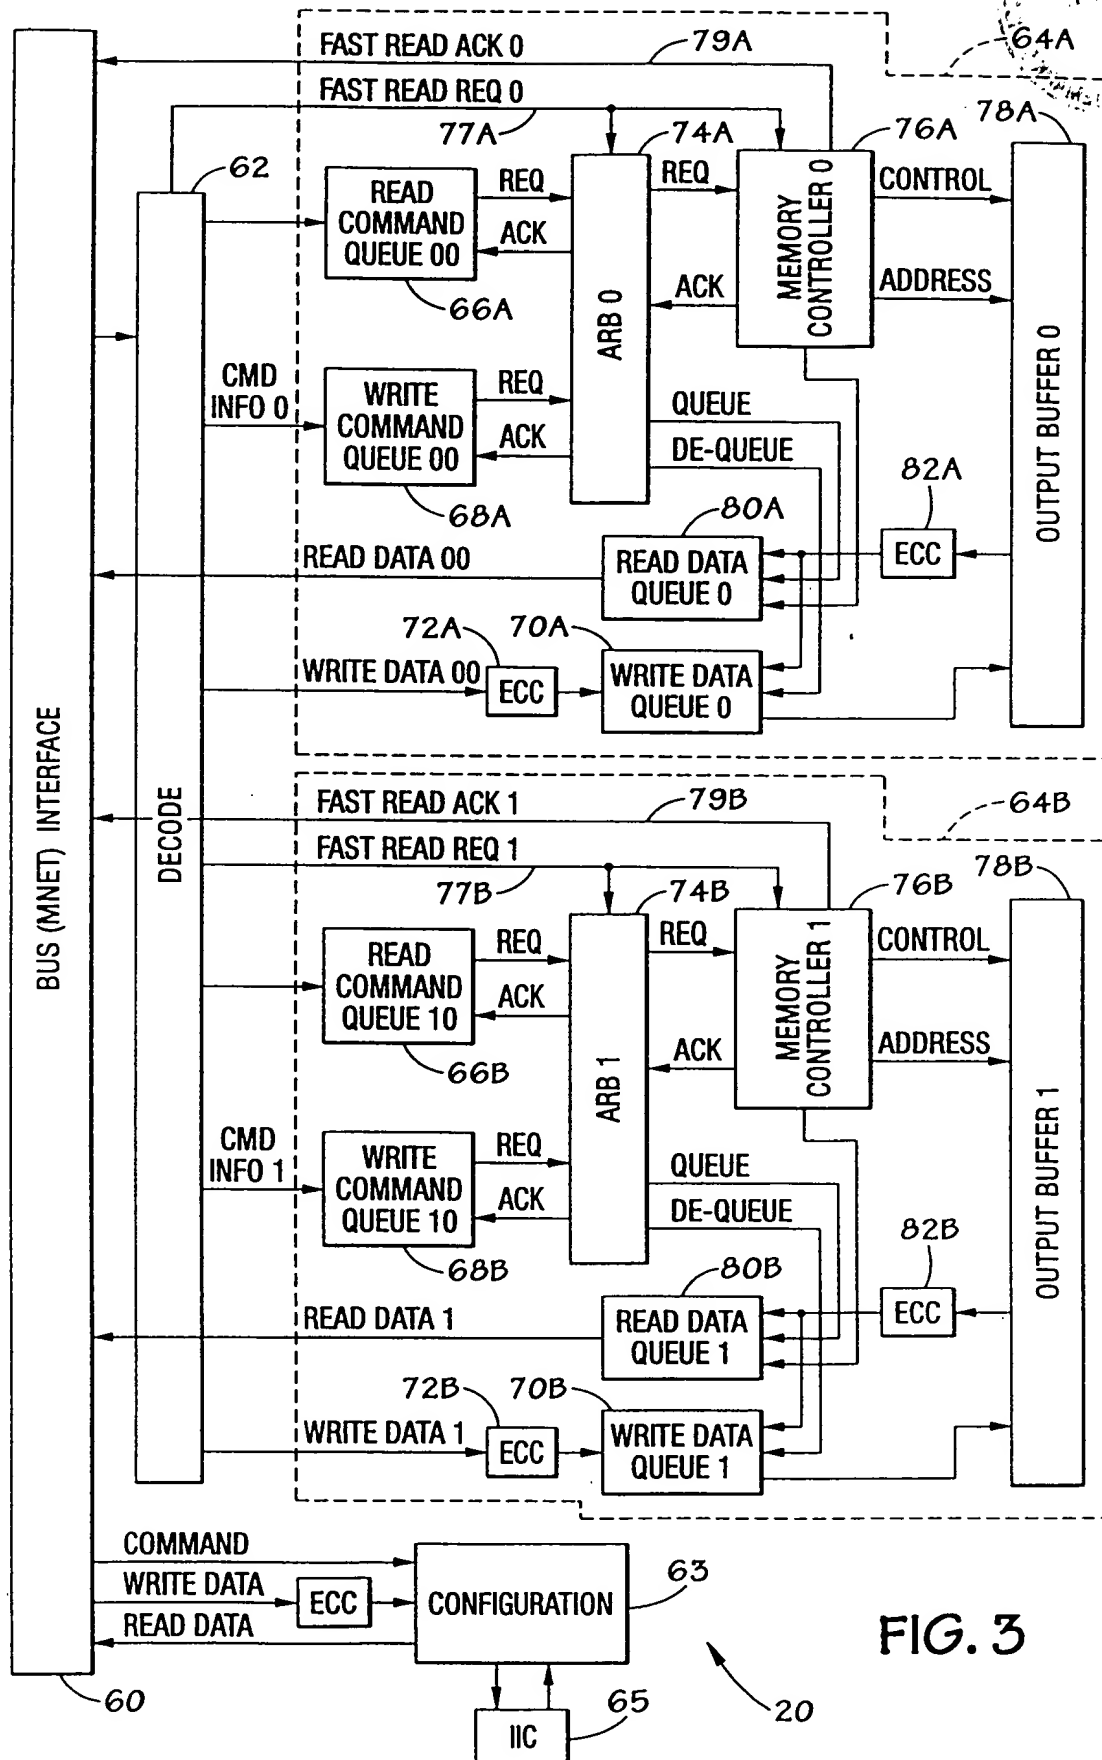 FAST READ ACK 0
79A
64A
FAST READ REQ 0
77A
74A
76A
78A
62
READ
COMMAND
QUEUE 00
REQ
ACK
66A
REQ
CONTROL
MEMORY
CONTROLLER 0
ACK
ADDRESS
ARB 0
CMD
INFO 0
WRITE
COMMAND
QUEUE 00
REQ
ACK
68A
QUEUE
DE-QUEUE
OUTPUT BUFFER 0
82A
ECC
80A
READ DATA 00
READ DATA
QUEUE 0
72A
70A
WRITE DATA 00
ECC
WRITE DATA
QUEUE 0
BUS (MNET) INTERFACE
DECODE
FAST READ ACK 1
79B
64B
FAST READ REQ 1
77B
74B
76B
78B
READ
COMMAND
QUEUE 10
REQ
ACK
66B
REQ
CONTROL
MEMORY
CONTROLLER 1
ACK
ADDRESS
ARB 1
CMD
INFO 1
WRITE
COMMAND
QUEUE 10
REQ
ACK
68B
QUEUE
DE-QUEUE
OUTPUT BUFFER 1
82B
ECC
80B
READ DATA 1
READ DATA
QUEUE 1
72B
70B
WRITE DATA 1
ECC
WRITE DATA
QUEUE 1
COMMAND
WRITE DATA
ECC
READ DATA
CONFIGURATION
63
60
IIC
65
20
FIG. 3